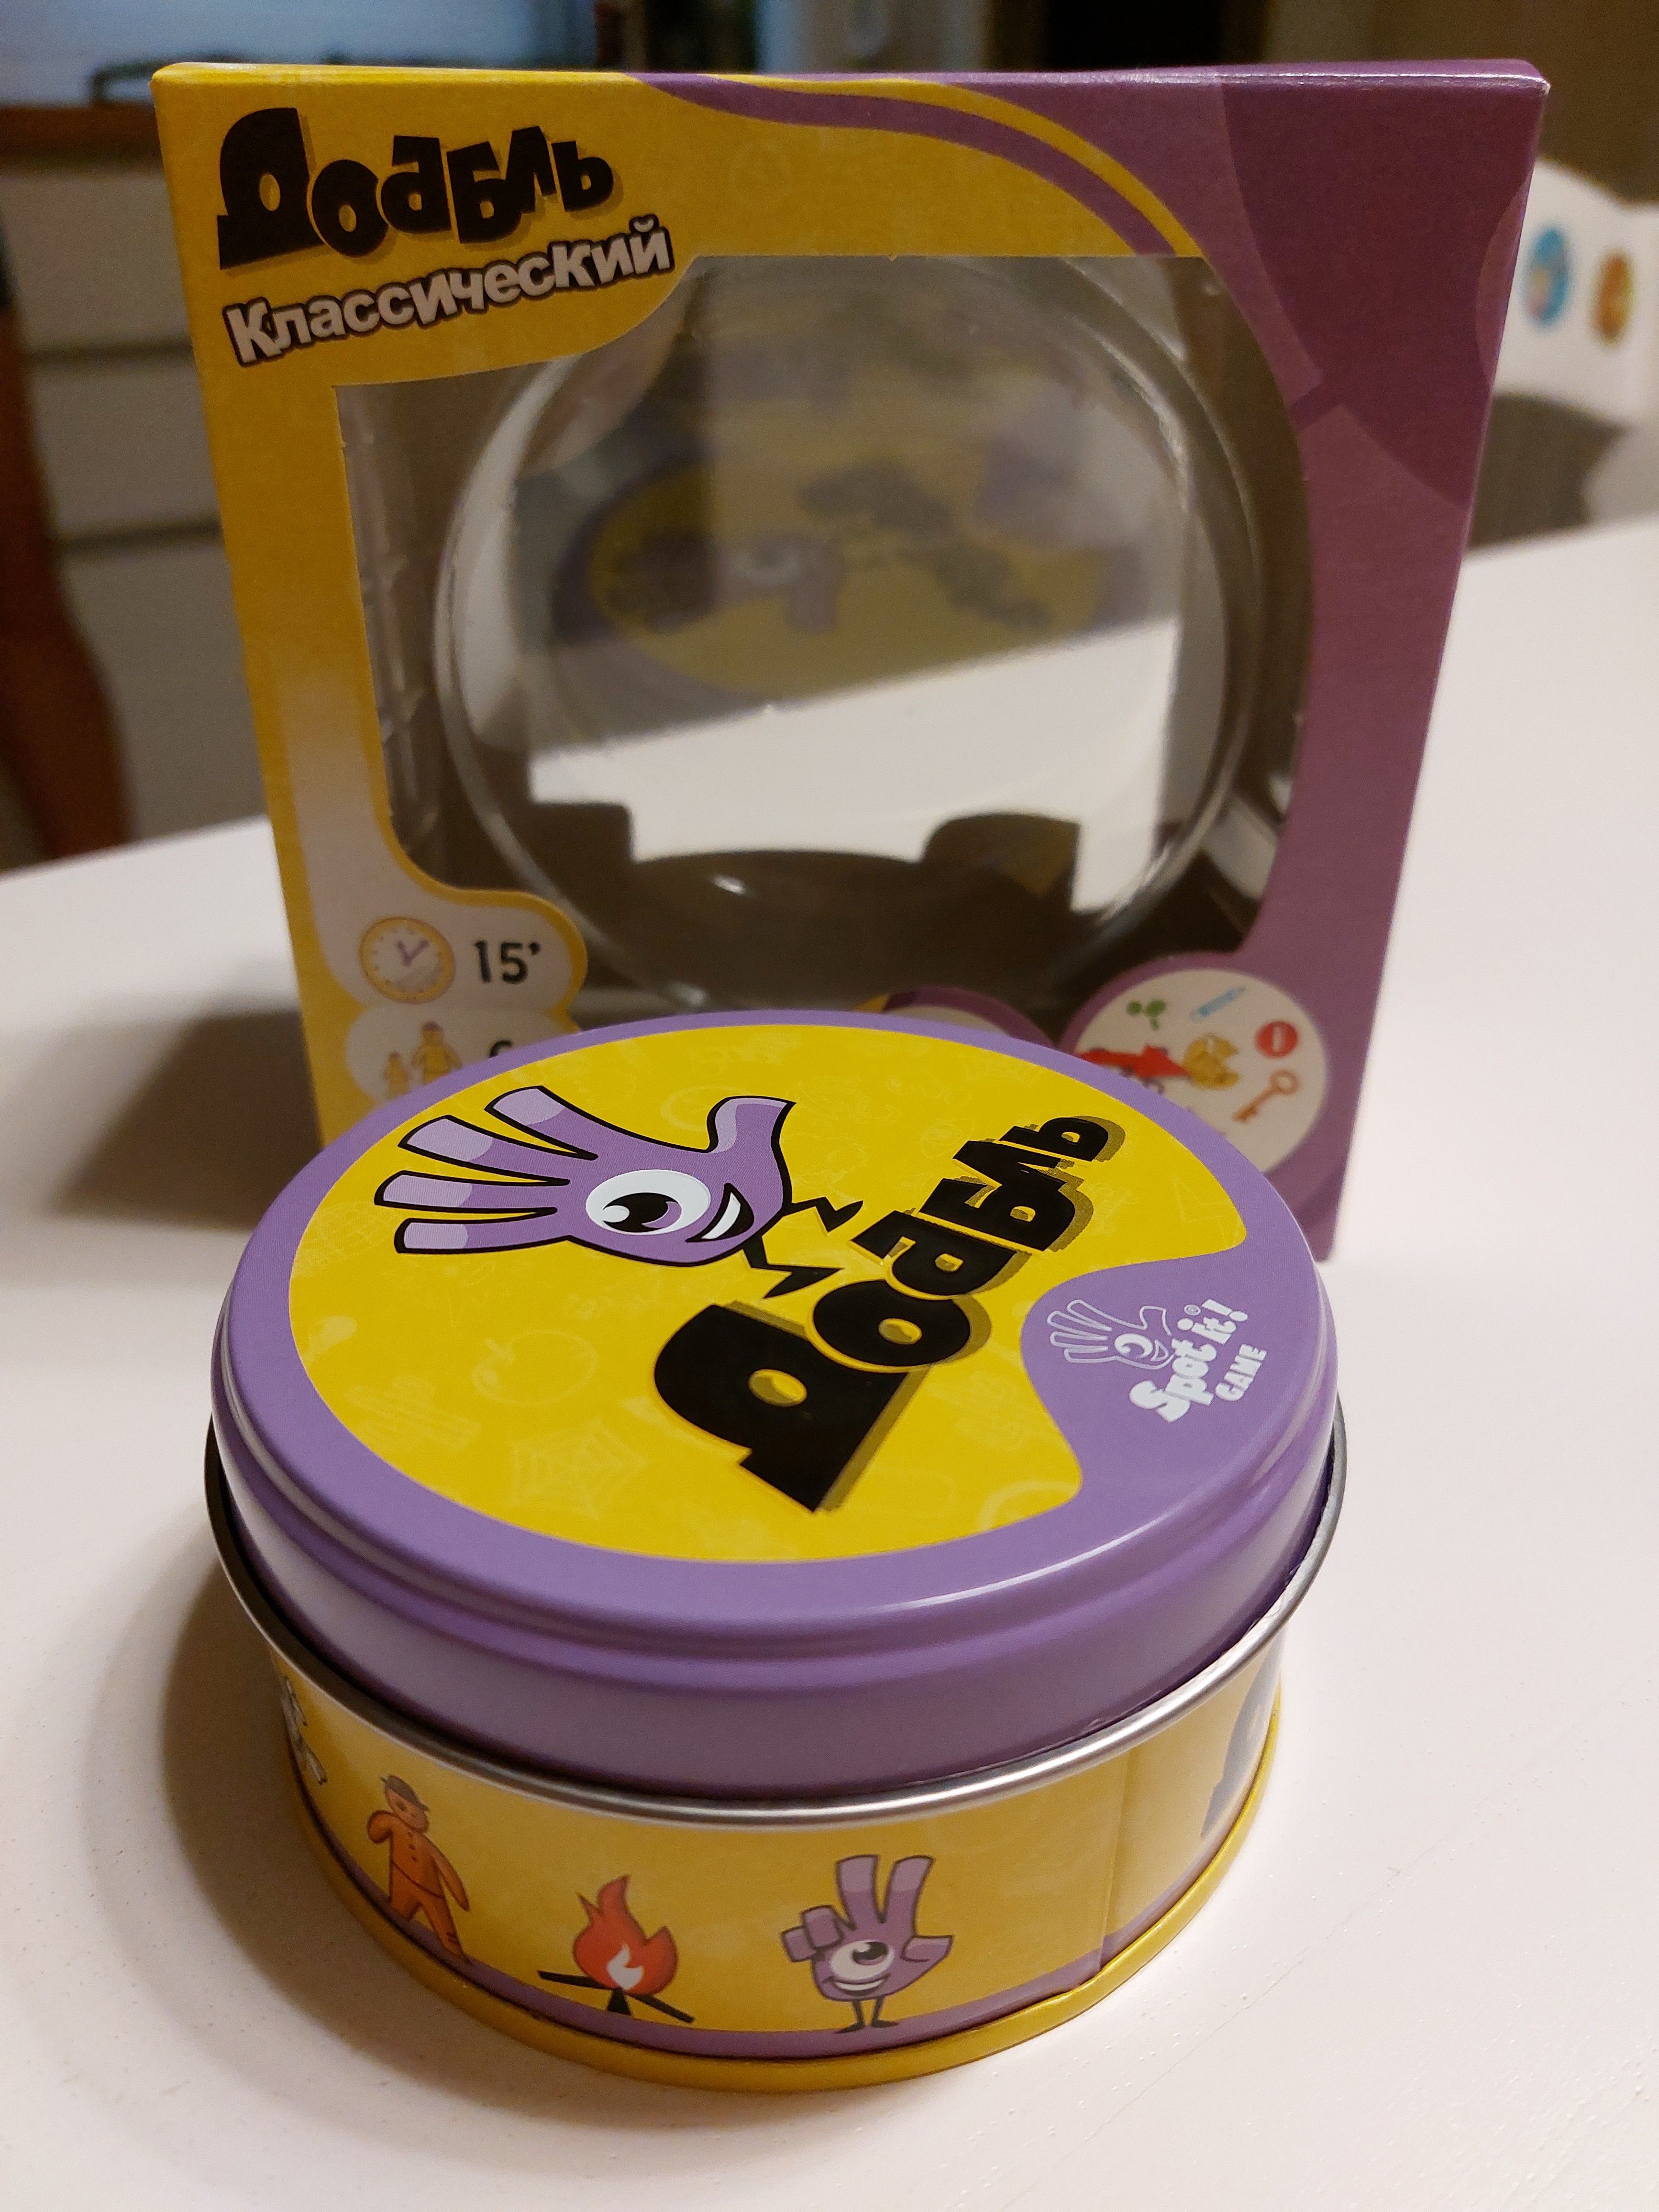 Доббль
Классический
15'
Доббль
Spot it!®
GAME